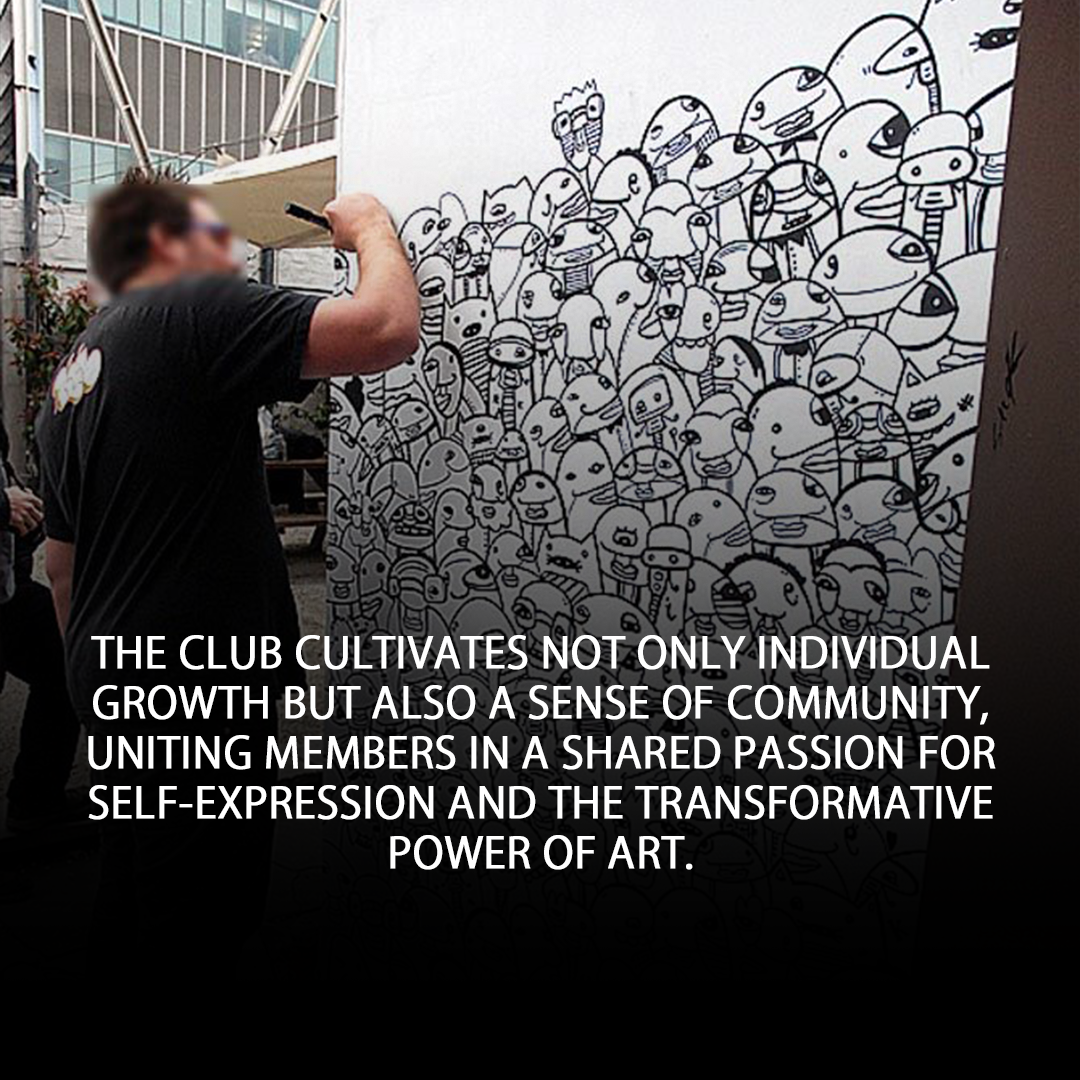 THE CLUB CULTIVATES NOT ONLY INDIVIDUAL
GROWTH BUT ALSO A SENSE OF COMMUNITY,
UNITING MEMBERS IN A SHARED PASSION FOR
SELF-EXPRESSION AND THE TRANSFORMATIVE
POWER OF ART.